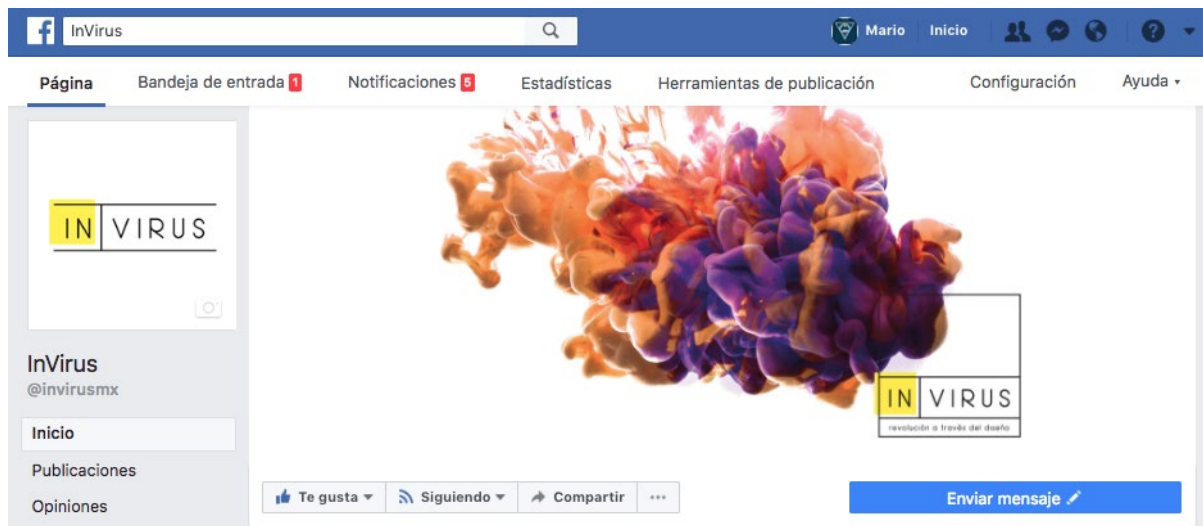 InVirus
Mario Inicio
Página Bandeja de entrada 1 Notificaciones 5 Estadísticas Herramientas de publicación Configuración Ayuda
IN VIRUS
InVirus
@invirusmx
Inicio
Publicaciones
Opiniones
IN VIRUS
revolución a través del diseño
Te gusta Siguiendo Compartir ...
Enviar mensaje